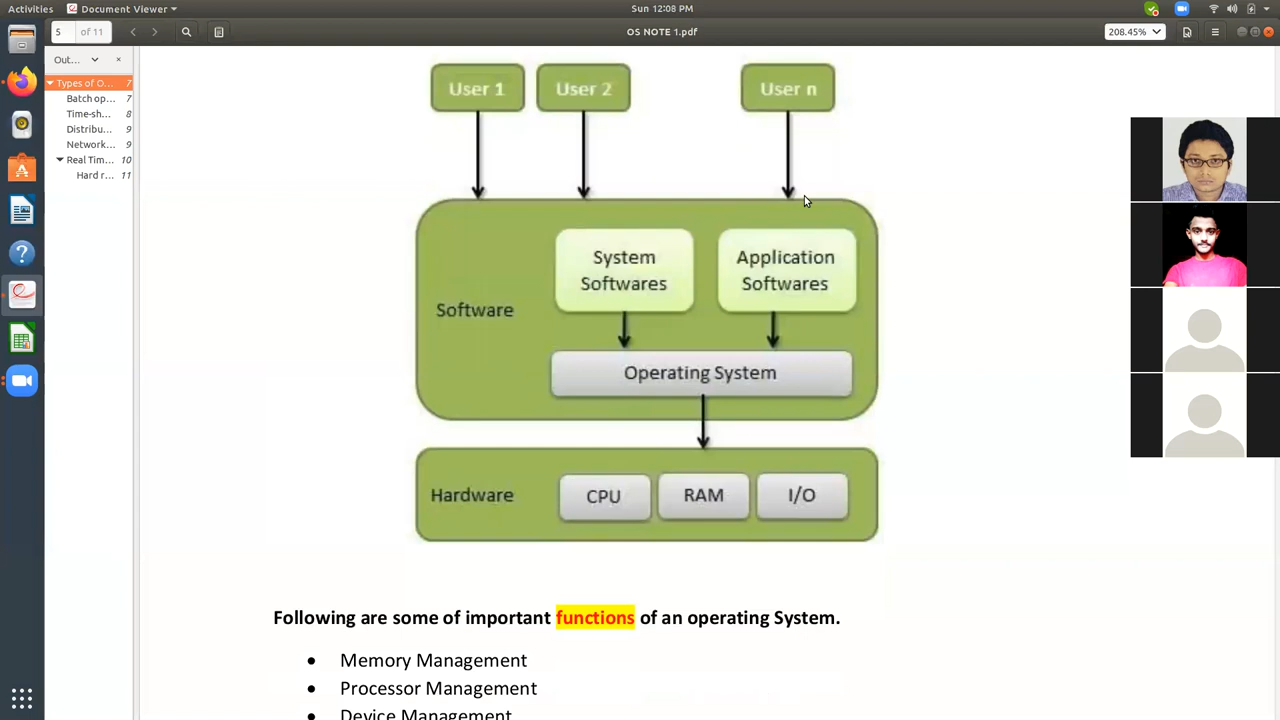 Activities
Document Viewer
Sun 12:08 PM
5
of 11
OS NOTE 1.pdf
208.45%
Out...
Types of O... 7
Batch op... 7
Time-sh... 8
Distribu... 9
Network... 9
Real Tim... 10
Hard r... 11
User 1
User 2
User n
System
Softwares
Application
Softwares
Software
Operating System
Hardware
CPU
RAM
I/O
Following are some of important functions of an operating System.
• Memory Management
• Processor Management
• Device Management